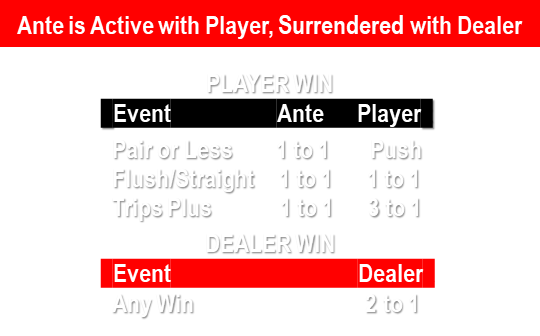 Ante is Active with Player, Surrendered with Dealer
PLAYER WIN
Event Ante Player
Pair or Less 1 to 1 Push
Flush/Straight 1 to 1 1 to 1
Trips Plus 1 to 1 3 to 1
DEALER WIN
Event Dealer
Any Win 2 to 1